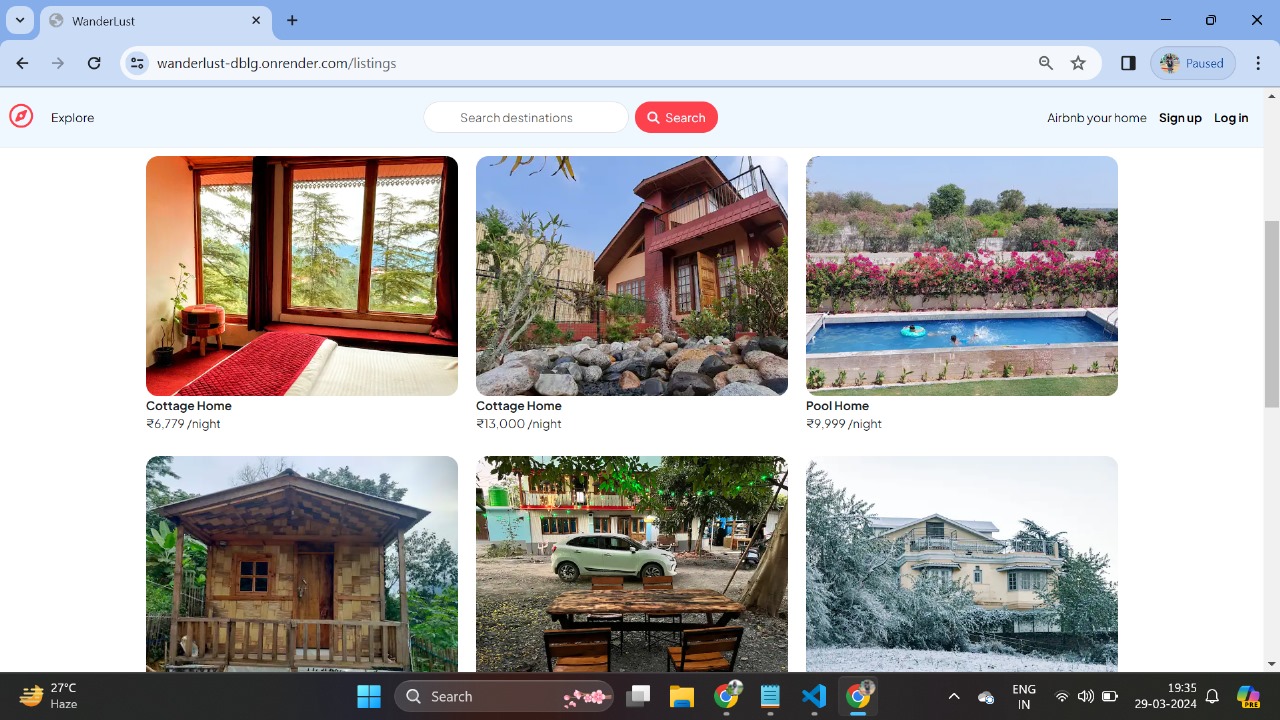 WanderLust
wanderlust-dblg.onrender.com/listings
Paused
Explore
Search destinations
Search
Airbnb your home
Sign up
Log in
Cottage Home
₹6,779 /night
Cottage Home
₹13,000 /night
Pool Home
₹9,999 /night
27°C
Haze
Search
ENG
IN
19:35
29-03-2024
PRE